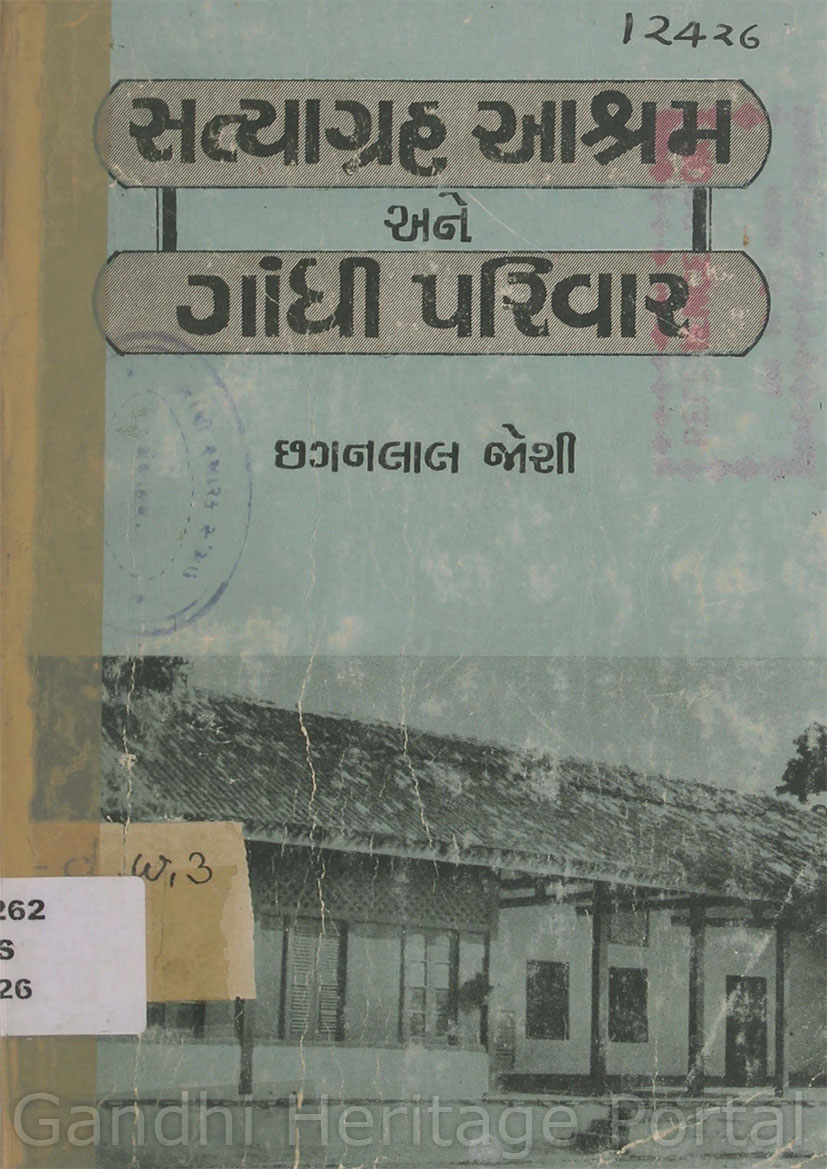 12426
સત્યાગ્રહ આશ્રમ
અને
ગાંધી પરિવાર
છગનલાલ જોશી
w,3
262
S
26
Gandhi Heritage Portal